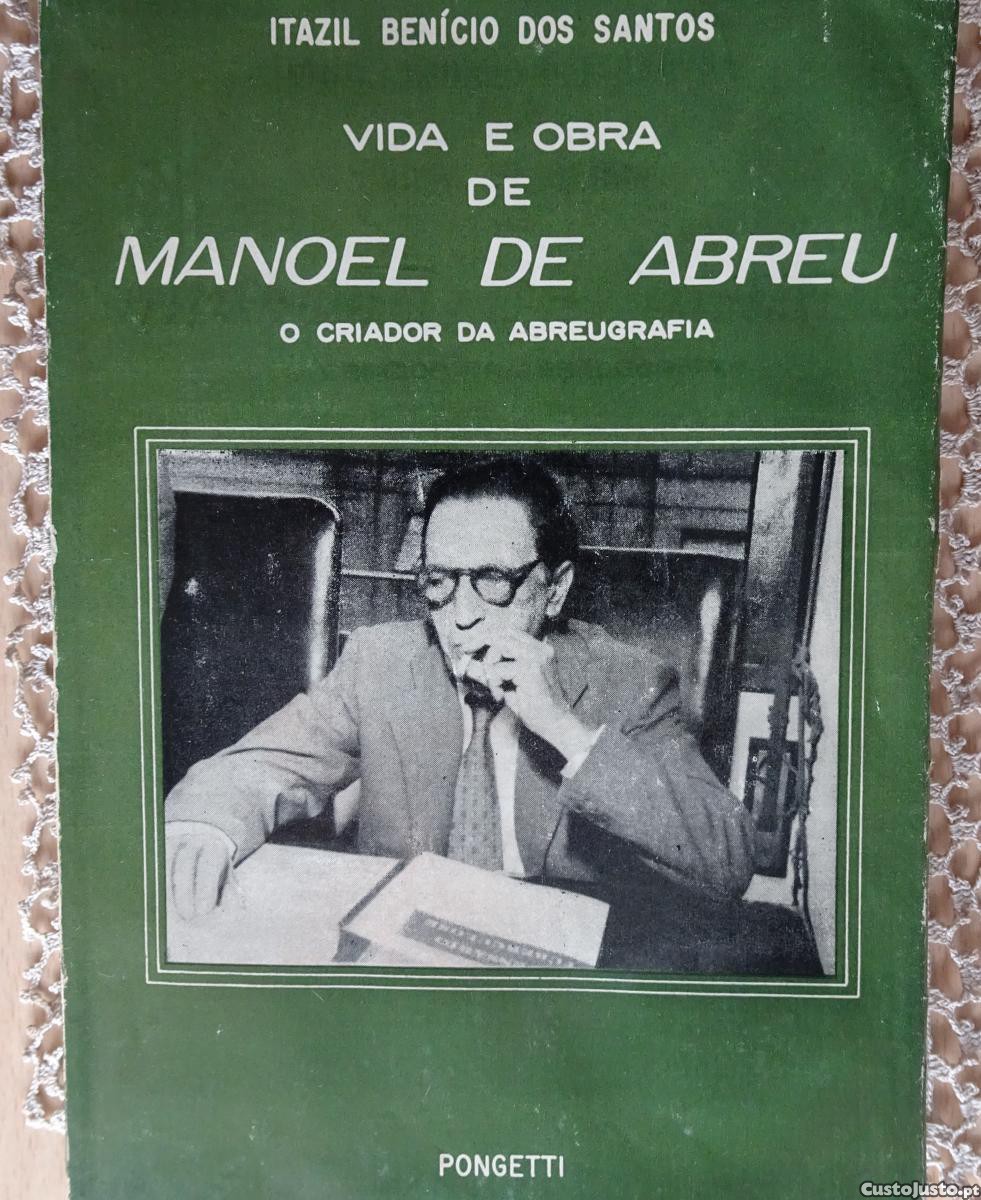 ITAZIL BENÍCIO DOS SANTOS
VIDA E OBRA
DE
MANOEL DE ABREU
O CRIADOR DA ABREUGRAFIA
PONGETTI
CustoJusto.pt